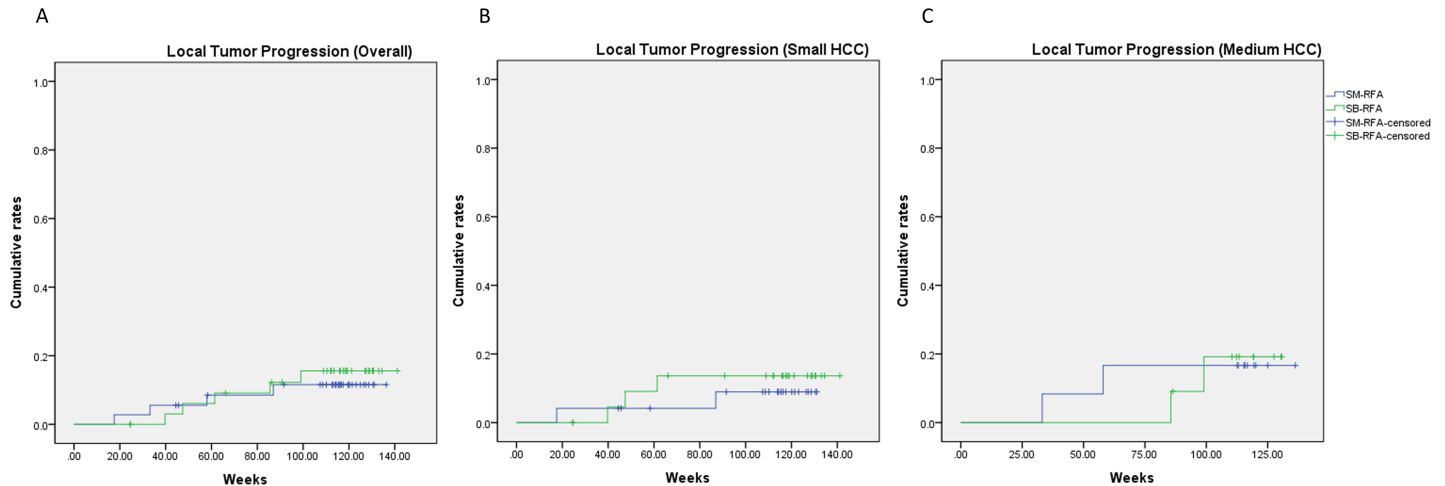 A
Local Tumor Progression (Overall)
Cumulative rates
1.0
0.8
0.6
0.4
0.2
0.0
.00 20.00 40.00 60.00 80.00 100.00 120.00 140.00
Weeks
B
Local Tumor Progression (Small HCC)
Cumulative rates
1.0
0.8
0.6
0.4
0.2
0.0
.00 20.00 40.00 60.00 80.00 100.00 120.00 140.00
Weeks
C
Local Tumor Progression (Medium HCC)
Cumulative rates
1.0
0.8
0.6
0.4
0.2
0.0
.00 25.00 50.00 75.00 100.00 125.00
Weeks
SM-RFA
SB-RFA
SM-RFA-censored
SB-RFA-censored